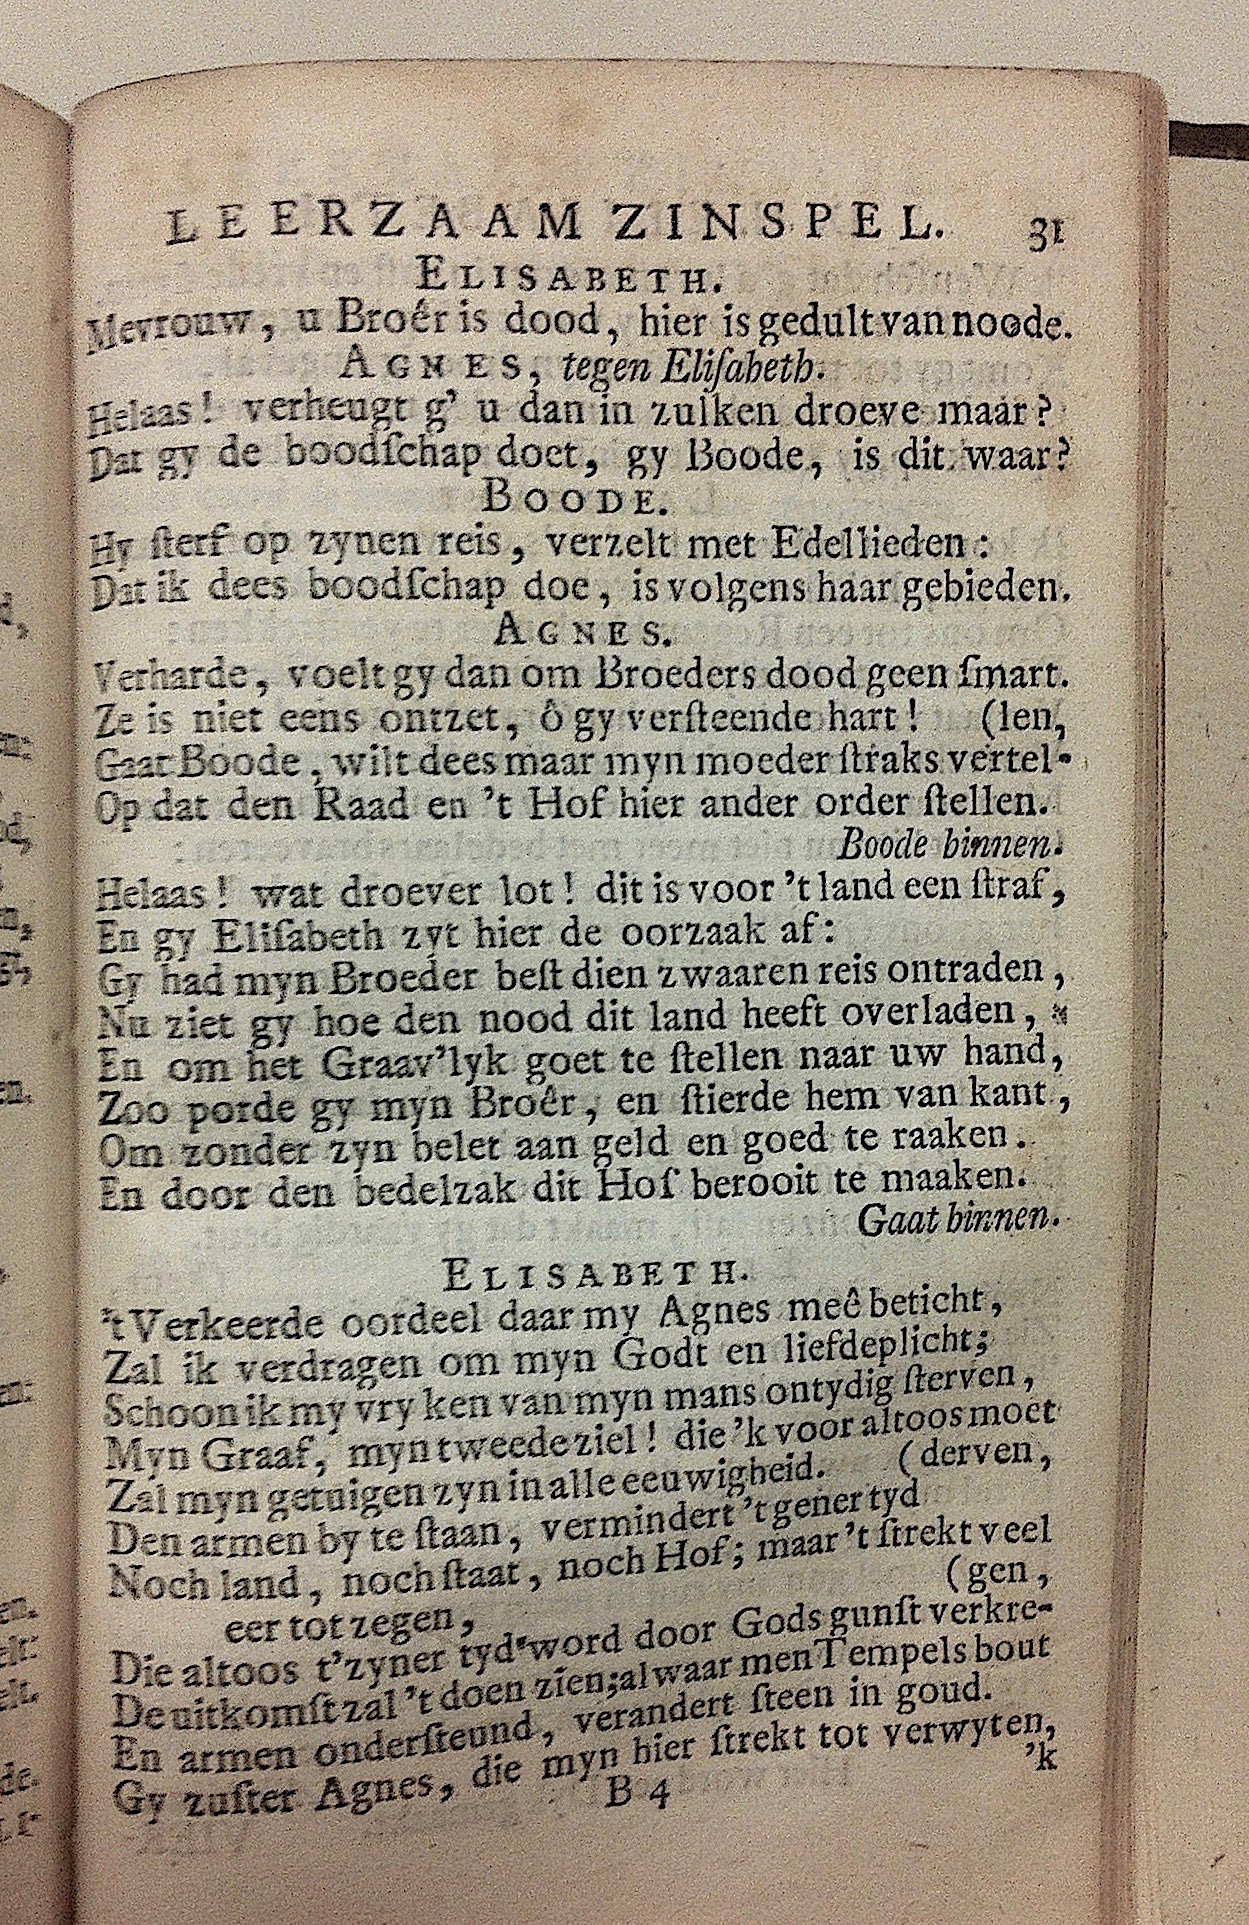 LEERZAAM ZINSPEL. 31
ELISABETH.
Mevrouw, u Broêr is dood, hier is gedult van noode.
AGNES, tegen Eliſabeth.
Helaas! verheugt g' u dan in zulken droeve maar?
Dat gy de boodſchap doet, gy Boode, is dit waar?
BOODE.
Hy ſterf op zynen reis, verzelt met Edellieden:
Dat ik dees boodſchap doe, is volgens haar gebieden.
AGNES.
Verharde, voelt gy dan om Broeders dood geen ſmart.
Ze is niet eens ontzet, ô gy verſteende hart! (len,
Gaat Boode, wilt dees maar myn moeder ſtraks vertel-
Op dat den Raad en 't Hof hier ander order ſtellen.
Boode binnen.
Helaas! wat droever lot! dit is voor 't land een ſtraf,
En gy Eliſabeth zyt hier de oorzaak af:
Gy had myn Broeder beſt dien zwaaren reis ontraden,
Nu ziet gy hoe den nood dit land heeft overladen,
En om het Graav'lyk goet te ſtellen naar uw hand,
Zoo porde gy myn Broêr, en ſtierde hem van kant,
Om zonder zyn belet aan geld en goed te raaken.
En door den bedelzak dit Hoſ berooit te maaken.
Gaat binnen.
ELISABETH.
't Verkeerde oordeel daar my Agnes meê beticht,
Zal ik verdragen om myn Godt en liefdeplicht;
Schoon ik my vry ken van myn mans ontydig ſterven,
Myn Graaf, myn tweede ziel! die 'k voor altoos moet
Zal myn getuigen zyn in alle eeuwigheid. (derven,
Den armen by te ſtaan, vermindert 't gener tyd
Noch land, noch ſtaat, noch Hof; maar 't ſtrekt veel
eer tot zegen, (gen,
Die altoos t'zyner tyd word door Gods gunſt verkre-
De uitkomſt zal 't doen zien; al waar men Tempels bout
En armen onderſteund, verandert ſteen in goud.
Gy zuſter Agnes, die myn hier ſtrekt tot verwyten,
B 4 'k